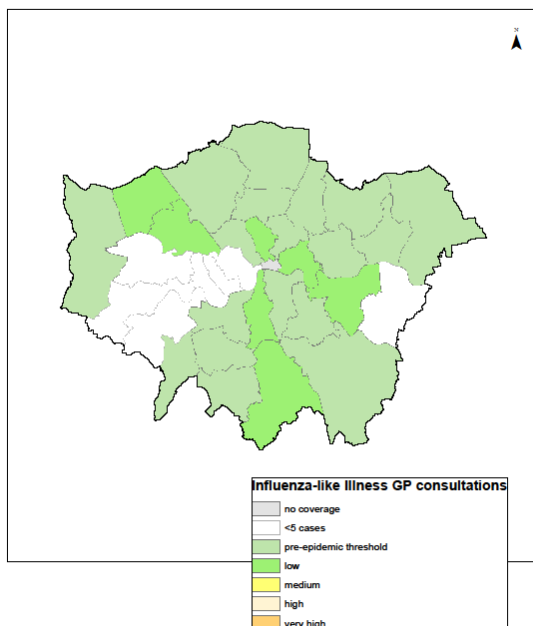 N
Influenza-like Illness GP consultations
no coverage
<5 cases
pre-epidemic threshold
low
medium
high
very high